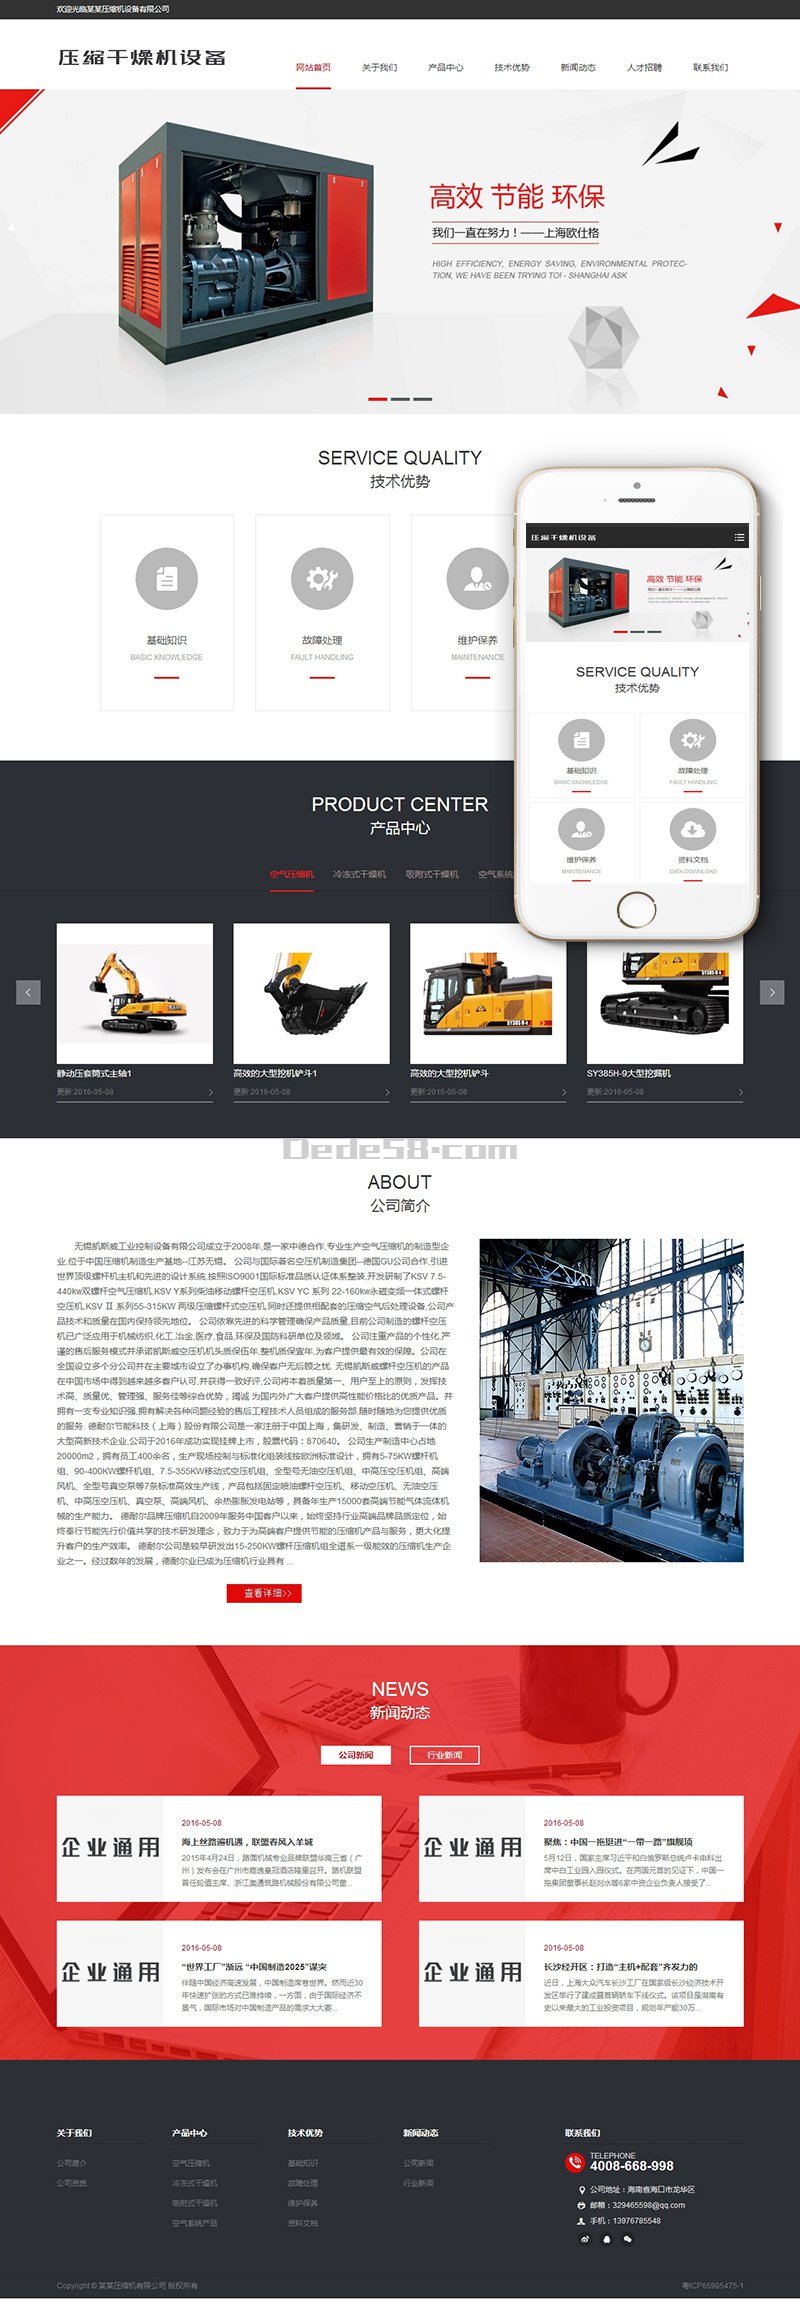 欢迎光临某某压缩机设备有限公司
压缩干燥机设备
网站首页 关于我们 产品中心 技术优势 新闻动态 人才招聘 联系我们
高效 节能 环保
我们一直在努力！——上海欧仕格
HIGH EFFICIENCY, ENERGY SAVING, ENVIRONMENTAL PROTEC-
TION, WE HAVE BEEN TRYING TO! - SHANGHAI ASK
SERVICE QUALITY
技术优势
基础知识
BASIC KNOWLEDGE
故障处理
FAULT HANDLING
维护保养
MAINTENANCE
压缩干燥机设备
高效 节能 环保
我们一直在努力！——上海欧仕格
SERVICE QUALITY
技术优势
基础知识
BASIC KNOWLEDGE
故障处理
FAULT HANDLING
维护保养
MAINTENANCE
资料文档
DATA DOWNLOAD
PRODUCT CENTER
产品中心
空气压缩机 冷冻式干燥机 吸附式干燥机 空气系统
静动压套筒式主轴1
更新:2016-05-08
高效的大型挖机铲斗1
更新:2016-05-08
高效的大型挖机铲斗
更新:2016-05-08
SY385H-9大型挖掘机
更新:2016-05-08
Dede58.com
ABOUT
公司简介
无锡凯斯威工业控制设备有限公司成立于2008年,是一家中德合作,专业生产空气压缩机的制造型企
业,位于中国压缩机制造生产基地--江苏无锡。 公司与国际著名空压机制造集团--德国GU公司合作,引进
世界顶级螺杆机主机和先进的设计系统,按照ISO9001国际标准品质认证体系整装,开发研制了KSV 7.5-
440kw双螺杆空气压缩机,KSV Y系列柴油移动螺杆空压机,KSV YC 系列 22-160kw永磁变频一体式螺杆
空压机,KSV Ⅱ 系列55-315KW 两级压缩螺杆式空压机,同时还提供相配套的压缩空气后处理设备,公司产
品技术和质量在国内保持领先地位。 公司依靠先进的科学管理确保产品质量,目前公司制造的螺杆空压
机已广泛应用于机械纺织,化工,冶金,医疗,食品,环保及国防科研单位及领域。 公司注重产品的个性化,严
谨的售后服务模式并承诺凯斯威空压机机头质保伍年,整机质保壹年,为客户提供最有效的保障。公司在
全国设立多个分公司并在主要城市设立了办事机构,确保客户无后顾之忧. 无锡凯斯威螺杆空压机的产品
在中国市场中得到越来越多客户认可,并获得一致好评,公司将本着质量第一、用户至上的原则，发挥技
术高、质量优、管理强、服务佳等综合优势，竭诚 为国内外广大客户提供高性能价格比的优质产品。并
拥有一支专业知识强,拥有解决各种问题经验的售后工程技术人员组成的服务部,随时随地为您提供优质
的服务. 德耐尔节能科技（上海）股份有限公司是一家注册于中国上海，集研发、制造、营销于一体的
大型高新技术企业,公司于2016年成功实现挂牌上市，股票代码：870640。 公司生产制造中心占地
20000m2，拥有员工400余名，生产现场控制与标准化组装线按欧洲标准设计，拥有5-75KW螺杆机
组、90-400KW螺杆机组、7.5-355KW移动式空压机组、全型号无油空压机组、中高压空压机组、高端
风机、全型号真空泵等7条标准高效生产线，产品包括固定喷油螺杆空压机、移动空压机、无油空压
机、中高压空压机、真空泵、高端风机、余热膨胀发电站等，具备年生产15000套高端节能气体流体机
械的生产能力。 德耐尔品牌压缩机自2009年服务中国客户以来，始终坚持行业高端品牌品质定位，始
终奉行节能先行价值共享的技术研发理念，致力于为高端客户提供节能的压缩机产品与服务，更大化提
升客户的生产效率。 德耐尔公司是较早研发出15-250KW螺杆压缩机组全谱系一级能效的压缩机生产企
业之一。经过数年的发展，德耐尔业已成为压缩机行业具有 ...
查看详细>>
NEWS
新闻动态
公司新闻 行业新闻
企业通用
2016-05-08
海上丝路遍机遇，联盟春风入羊城
2015年4月24日，路面机械专业品牌联盟华南三省（广
州）发布会在广州市嘉逸皇冠酒店隆重召开。路机联盟
首任轮值主席、浙江美通筑路机械股份有限公司董...
企业通用
2016-05-08
聚焦：中国一拖挺进“一带一路”旗舰项
5月12日，国家主席习近平和白俄罗斯总统卢卡申科出
席中白工业园入园仪式。在两国元首的见证下，中国一
拖集团董事长赵剡水等6家中资企业负责人接受了...
企业通用
2016-05-08
“世界工厂”渐远 “中国制造2025”谋突
伴随中国经济高速发展，中国制造席卷世界。然而近30
年快速扩张的方式已难持续，一方面，由于国际经济不
景气，国际市场对中国制造产品的需求大大萎...
企业通用
2016-05-08
长沙经开区：打造“主机+配套”齐发力的
近日，上海大众汽车长沙工厂在国家级长沙经济技术开
发区举行了建成暨首辆轿车下线仪式。该项目是湖南有
史以来最大的工业投资项目，规划年产能30万...
关于我们
公司简介
公司资质
产品中心
空气压缩机
冷冻式干燥机
吸附式干燥机
空气系统产品
技术优势
基础知识
故障处理
维护保养
资料文档
新闻动态
公司新闻
行业新闻
联系我们
TELEPHONE
4008-668-998
公司地址：海南省海口市龙华区
邮箱：329465598@qq.com
手机：13976785548
Copyright © 某某压缩机有限公司 版权所有
粤ICP65985475-1